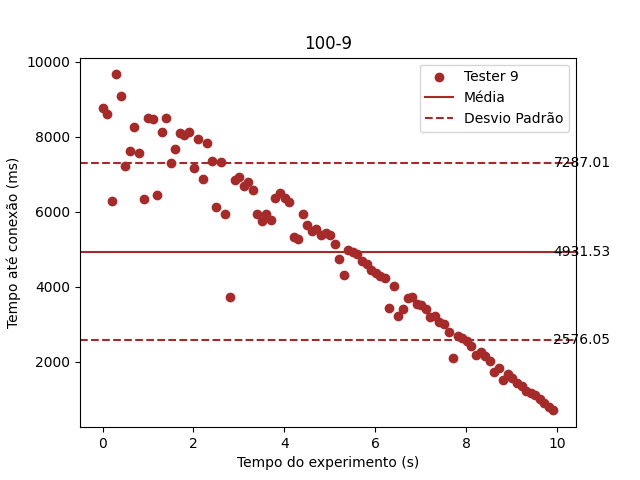 100-9
Tempo até conexão (ms)
10000
8000
6000
4000
2000
Tester 9
Média
Desvio Padrão
7287.01
4931.53
2576.05
0 2 4 6 8 10
Tempo do experimento (s)